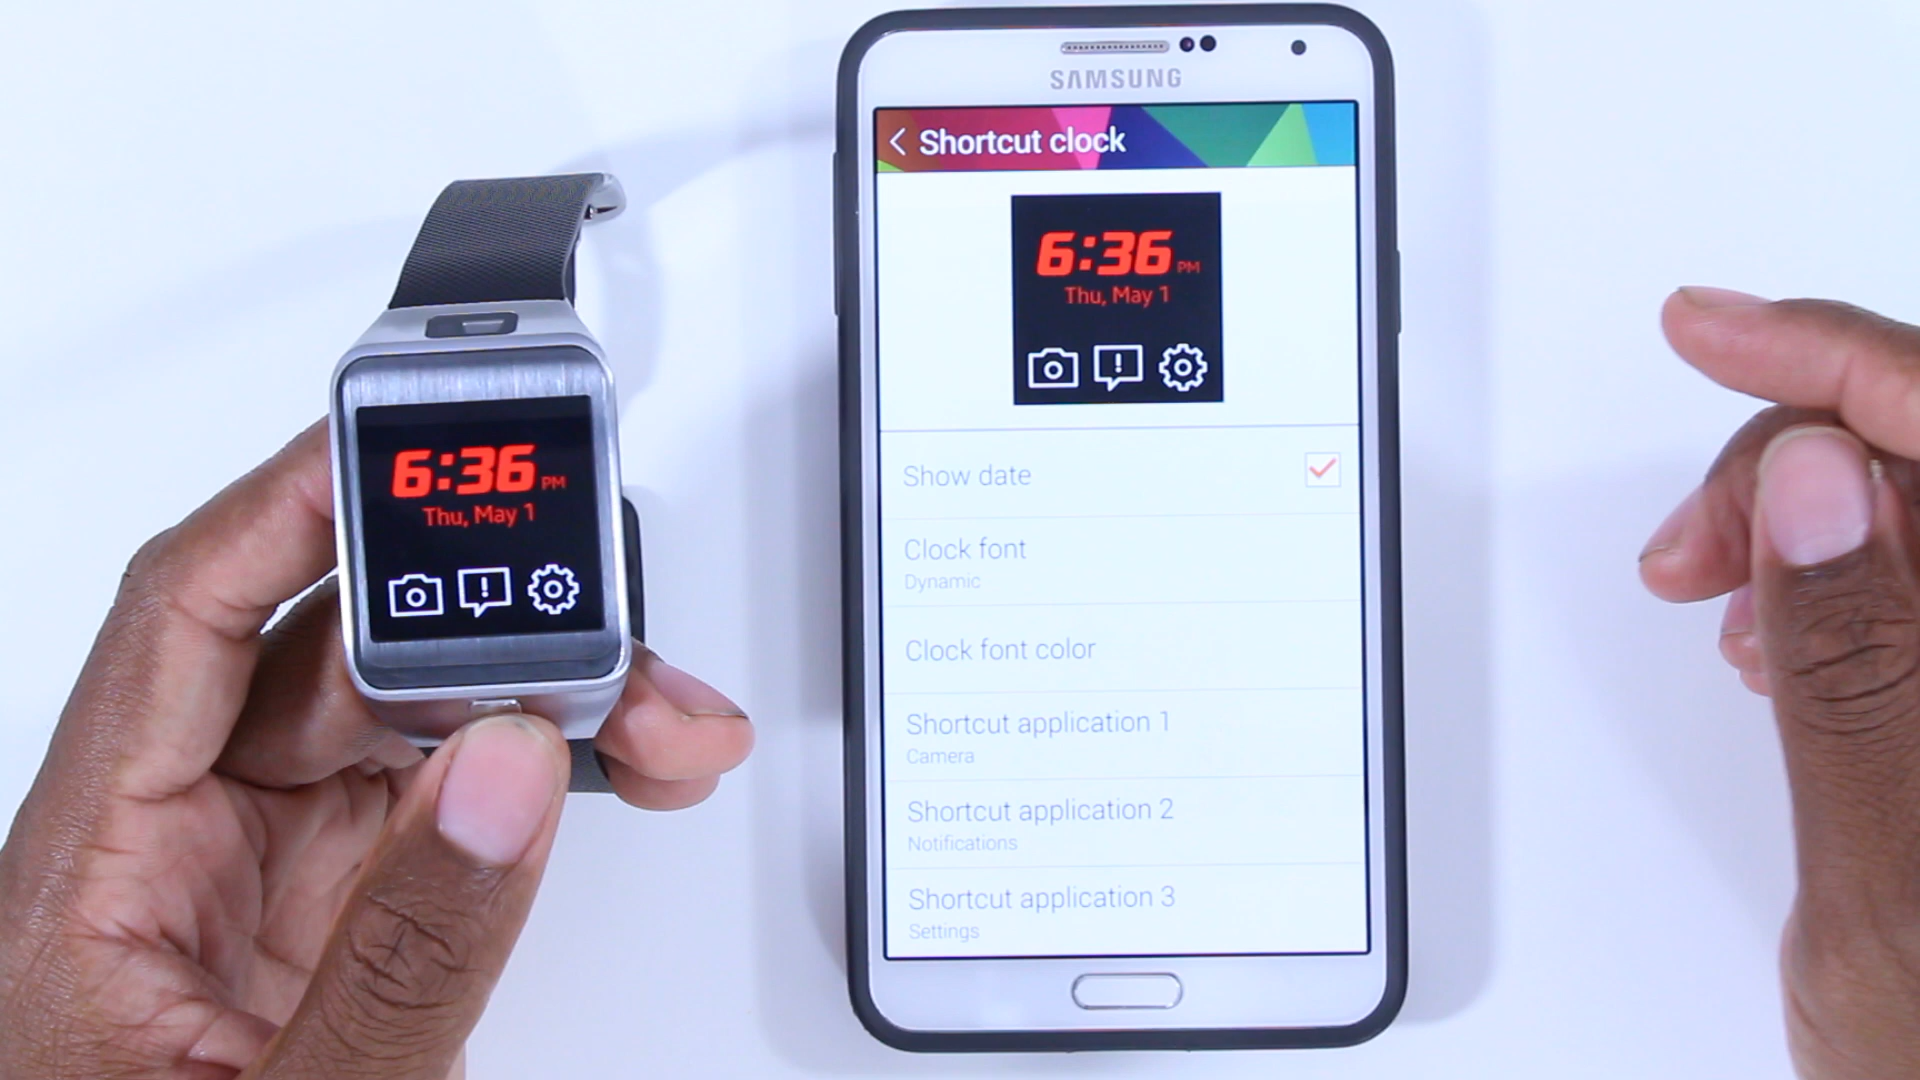 6:36 PM
Thu, May 1
SAMSUNG
Shortcut clock
6:36 PM
Thu, May 1
Show date
Clock font
Dynamic
Clock font color
Shortcut application 1
Camera
Shortcut application 2
Notifications
Shortcut application 3
Settings